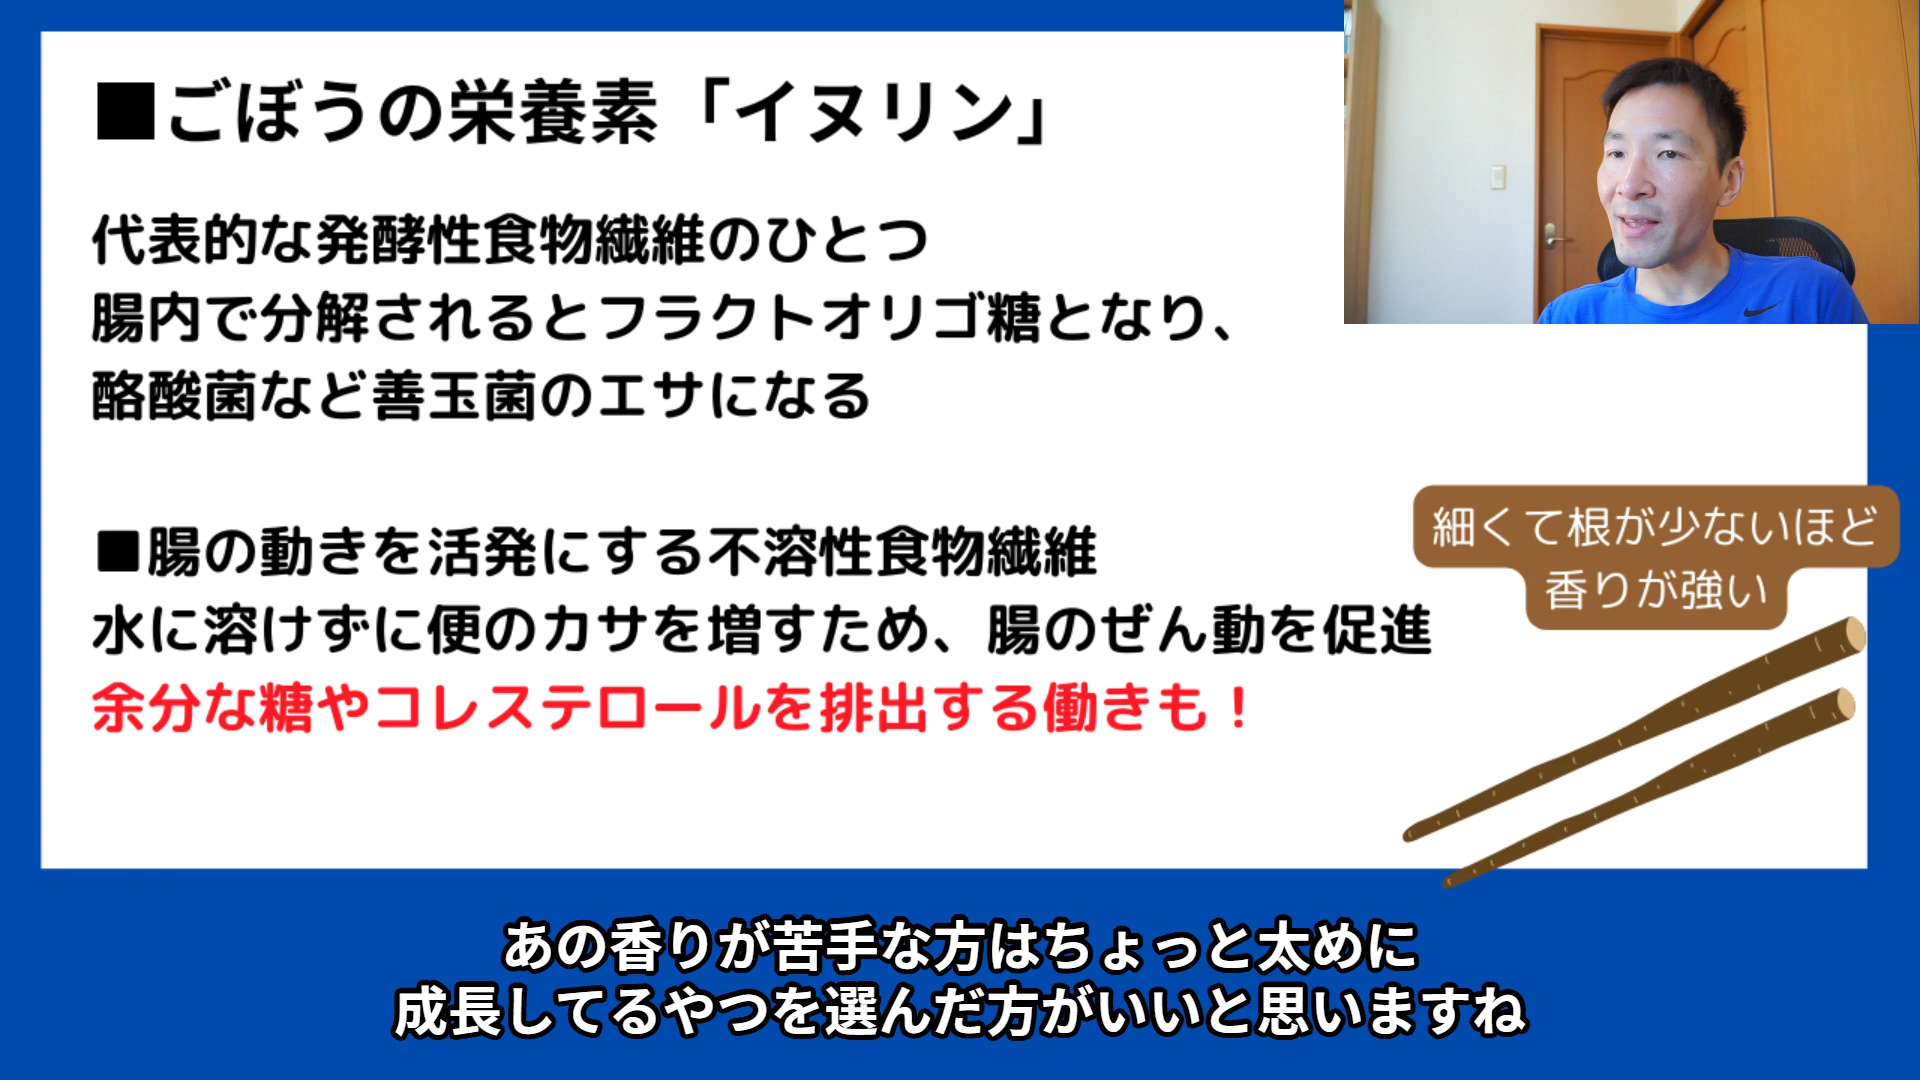 ■ごぼうの栄養素「イヌリン」
代表的な発酵性食物繊維のひとつ
腸内で分解されるとフラクトオリゴ糖となり、
酪酸菌など善玉菌のエサになる
■腸の動きを活発にする不溶性食物繊維
水に溶けずに便のカサを増すため、腸のぜん動を促進
余分な糖やコレステロールを排出する働きも！
細くて根が少ないほど
香りが強い
あの香りが苦手な方はちょっと太めに
成長してるやつを選んだ方がいいと思いますね